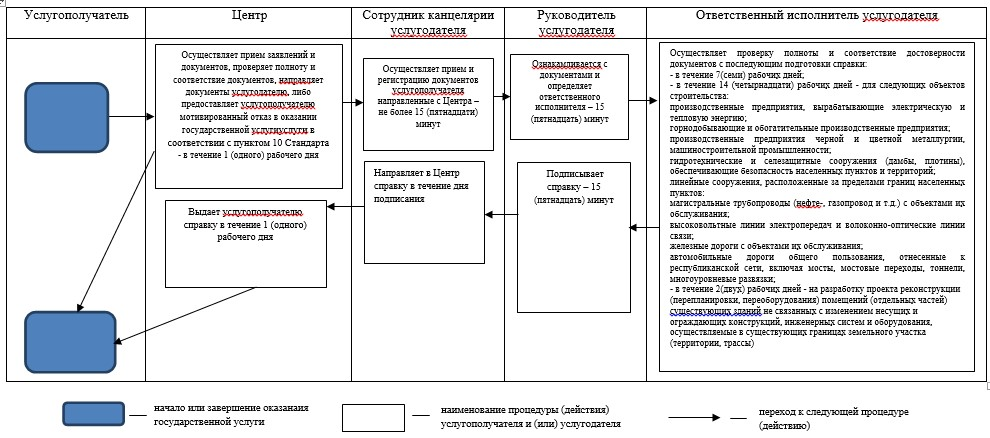 Услугополучатель
Центр
Сотрудник канцелярии
услугодателя
Руководитель
услугодателя
Ответственный исполнитель услугодателя
Осуществляет прием заявлений и
документов, проверяет полноту и
соответствие документов, направляет
документы услугодателю, либо
предоставляет услугополучателю
мотивированный отказ в оказании
государственной услугиуслуги в
соответствии с пунктом 10 Стандарта
- в течение 1 (одного) рабочего дня
Осуществляет прием и
регистрацию документов
услугополучателя
направленные с Центра –
не более 15 (пятнадцати)
минут
Ознакамливается с
документами и
определяет
ответственного
исполнителя – 15
(пятнадцать) минут
Осуществляет проверку полноты и соответствие достоверности
документов с последующим подготовки справки:
- в течение 7(семи) рабочих дней;
- в течение 14 (четырнадцати) рабочих дней - для следующих объектов
строительства:
производственные предприятия, вырабатывающие электрическую и
тепловую энергию;
горнодобывающие и обогатительные производственные предприятия;
производственные предприятия черной и цветной металлургии,
машиностроительной промышленности;
гидротехнические и селезащитные сооружения (дамбы, плотины),
обеспечивающие безопасность населенных пунктов и территорий;
линейные сооружения, расположенные за пределами границ населенных
пунктов:
магистральные трубопроводы (нефте-, газопровод и т.д.) с объектами их
обслуживания;
высоковольтные линии электропередач и волоконно-оптические линии
связи;
железные дороги с объектами их обслуживания;
автомобильные дороги общего пользования, отнесенные к
республиканской сети, включая мосты, мостовые переходы, тоннели,
многоуровневые развязки;
- в течение 2(двух) рабочих дней - на разработку проекта реконструкции
(перепланировки, переоборудования) помещений (отдельных частей)
существующих зданий не связанных с изменением несущих и
ограждающих конструкций, инженерных систем и оборудования,
осуществляемые в существующих границах земельного участка
(территории, трассы)
Выдает услугополучателю
справку в течение 1 (одного)
рабочего дня
Направляет в Центр
справку в течение дня
подписания
Подписывает
справку – 15
(пятнадцать) минут
начало или завершение оказанаия
государственной услуги
наименование процедуры (действия)
услугополучателя и (или) услугодателя
переход к следующей процедуре
(действию)